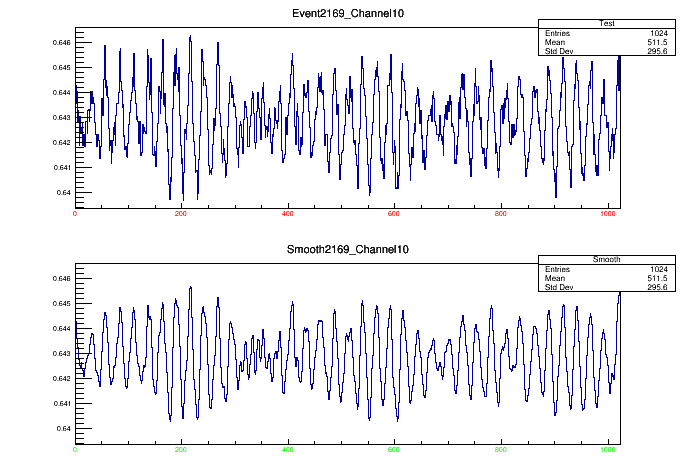 Event2169_Channel10
Test
Entries 1024
Mean 511.5
Std Dev 295.6
0.646
0.645
0.644
0.643
0.642
0.641
0.64
0 200 400 600 800 1000
Smooth2169_Channel10
Smooth
Entries 1024
Mean 511.5
Std Dev 295.6
0.646
0.645
0.644
0.643
0.642
0.641
0.64
0 200 400 600 800 1000